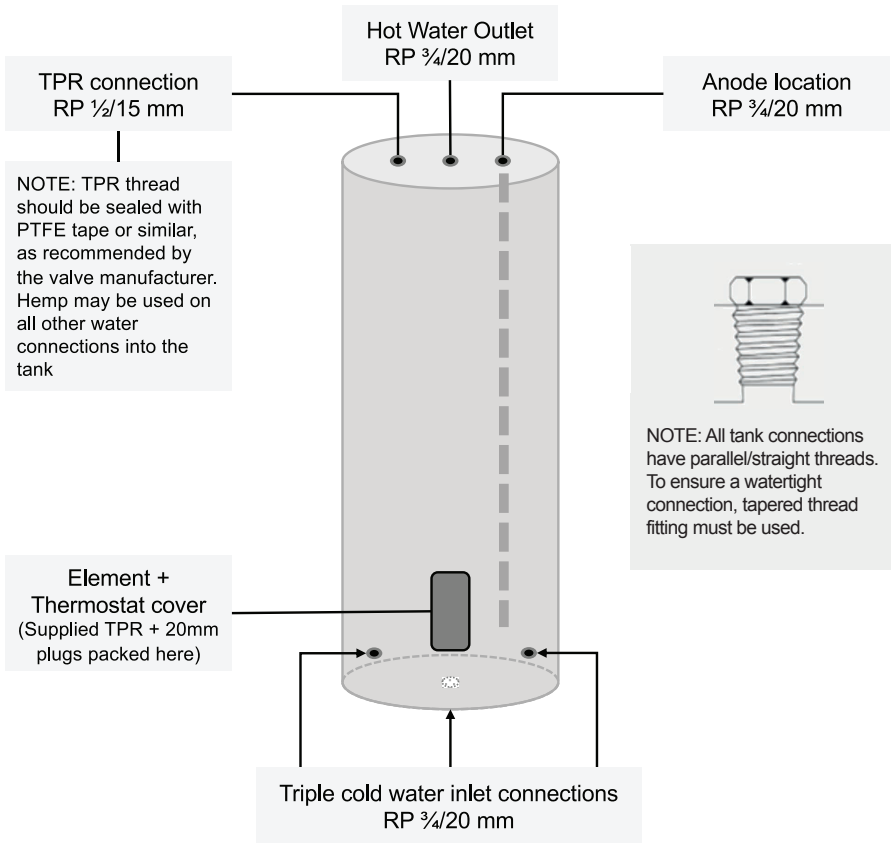 Hot Water Outlet
RP ¾/20 mm
TPR connection
RP ½/15 mm
Anode location
RP ¾/20 mm
NOTE: TPR thread
should be sealed with
PTFE tape or similar,
as recommended by
the valve manufacturer.
Hemp may be used on
all other water
connections into the
tank
NOTE: All tank connections
have parallel/straight threads.
To ensure a watertight
connection, tapered thread
fitting must be used.
Element +
Thermostat cover
(Supplied TPR + 20mm
plugs packed here)
Triple cold water inlet connections
RP ¾/20 mm